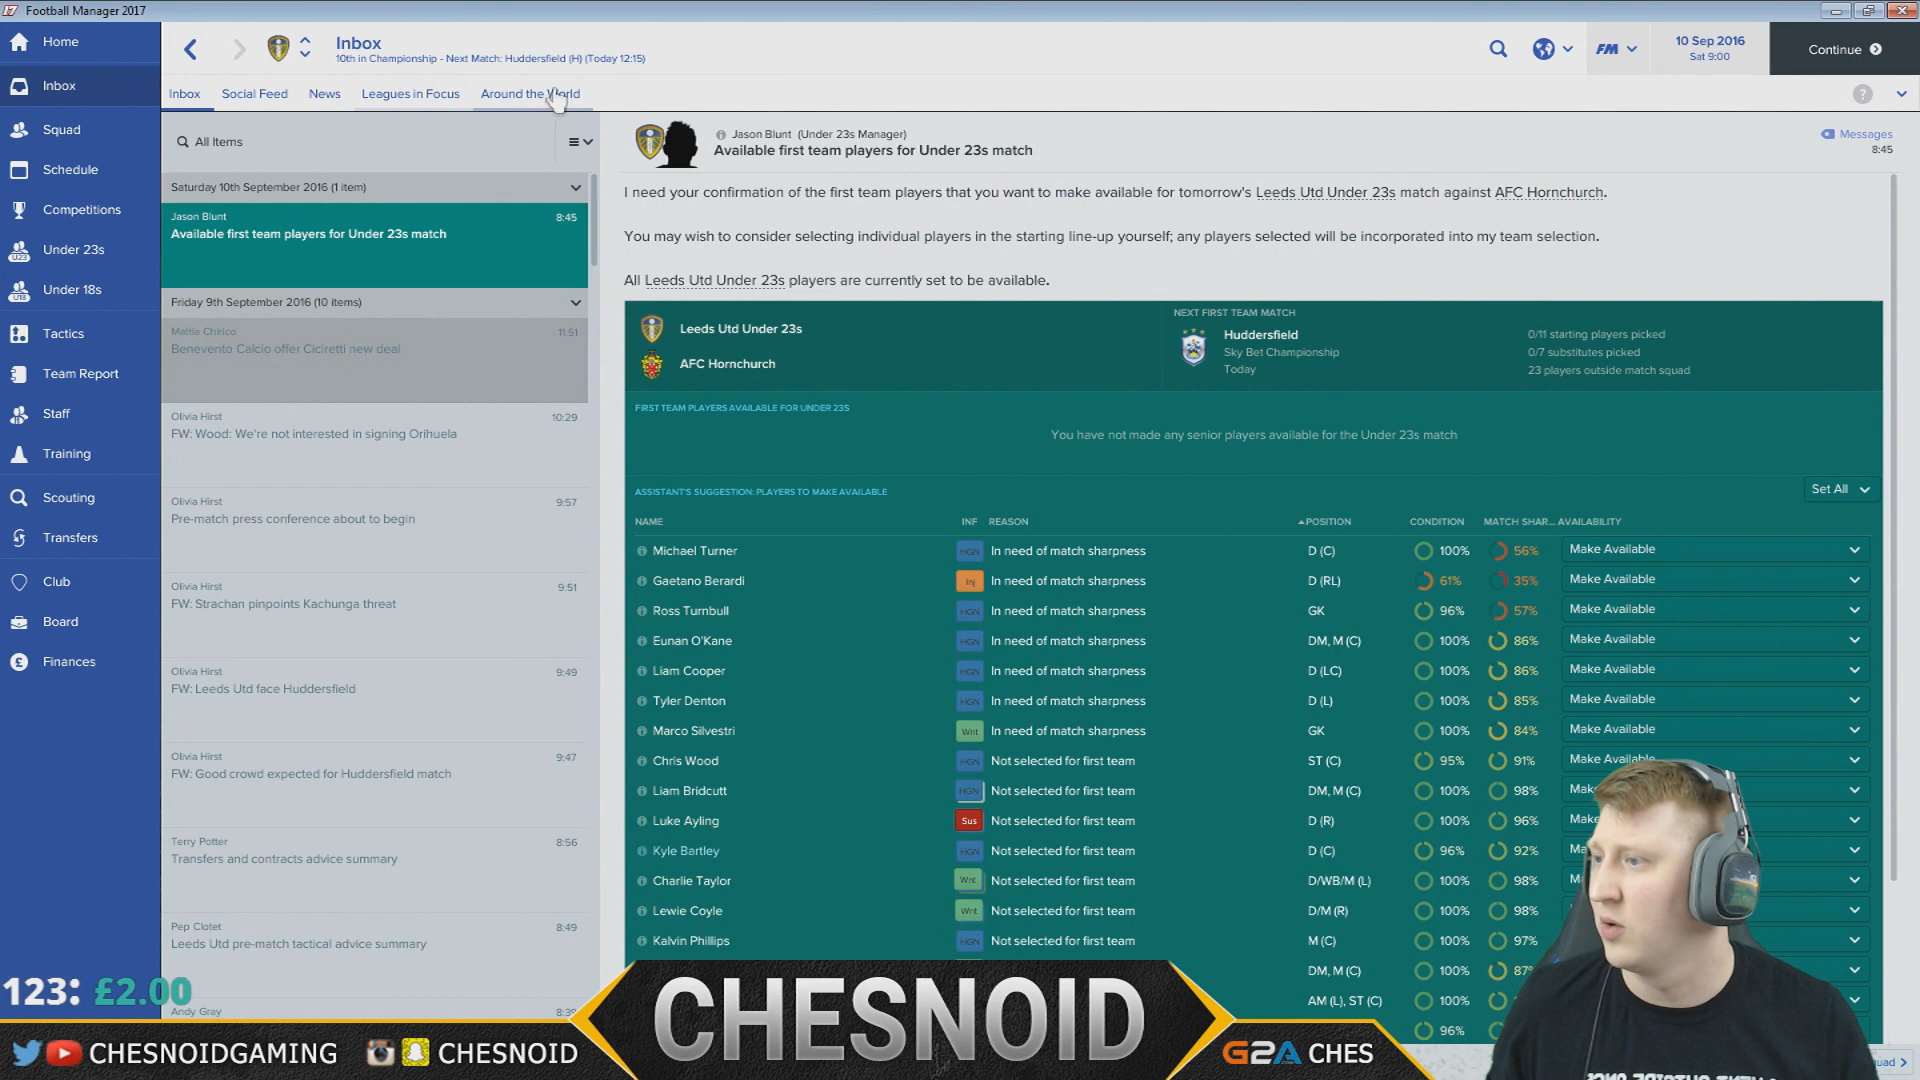 Football Manager 2017
Home
Inbox
Squad
Schedule
Competitions
Under 23s
Under 18s
Tactics
Team Report
Staff
Training
Scouting
Transfers
Club
Board
Finances
Inbox
10th in Championship - Next Match: Huddersfield (H) (Today 12:15)
FM
10 Sep 2016
Sat 9:00
Continue
Inbox Social Feed News Leagues in Focus Around the World
All Items
Saturday 10th September 2016 (1 item)
Jason Blunt 8:45
Available first team players for Under 23s match
Friday 9th September 2016 (10 items)
Mattia Chirico 11:51
Benevento Calcio offer Ciciretti new deal
Olivia Hirst 10:29
FW: Wood: We're not interested in signing Orihuela
Olivia Hirst 9:57
Pre-match press conference about to begin
Olivia Hirst 9:51
FW: Strachan pinpoints Kachunga threat
Olivia Hirst 9:49
FW: Leeds Utd face Huddersfield
Olivia Hirst 9:47
FW: Good crowd expected for Huddersfield match
Terry Potter 8:56
Transfers and contracts advice summary
Pep Clotet 8:49
Leeds Utd pre-match tactical advice summary
Andy Gray
Jason Blunt (Under 23s Manager)
Available first team players for Under 23s match
Messages
8:45
I need your confirmation of the first team players that you want to make available for tomorrow's Leeds Utd Under 23s match against AFC Hornchurch.
You may wish to consider selecting individual players in the starting line-up yourself; any players selected will be incorporated into my team selection.
All Leeds Utd Under 23s players are currently set to be available.
Leeds Utd Under 23s
AFC Hornchurch
NEXT FIRST TEAM MATCH
Huddersfield
Sky Bet Championship
Today
0/11 starting players picked
0/7 substitutes picked
23 players outside match squad
FIRST TEAM PLAYERS AVAILABLE FOR UNDER 23S
You have not made any senior players available for the Under 23s match
ASSISTANT'S SUGGESTION: PLAYERS TO MAKE AVAILABLE
Set All
NAME INF REASON POSITION CONDITION MATCH SHAR... AVAILABILITY
Michael Turner HGN In need of match sharpness D (C) 100% 56% Make Available
Gaetano Berardi Inj In need of match sharpness D (RL) 61% 35% Make Available
Ross Turnbull HGN In need of match sharpness GK 96% 57% Make Available
Eunan O'Kane HGN In need of match sharpness DM, M (C) 100% 86% Make Available
Liam Cooper HGN In need of match sharpness D (LC) 100% 86% Make Available
Tyler Denton HGN In need of match sharpness D (L) 100% 85% Make Available
Marco Silvestri Wnt In need of match sharpness GK 100% 84% Make Available
Chris Wood HGN Not selected for first team ST (C) 95% 91% Make Available
Liam Bridcutt HGN Not selected for first team DM, M (C) 100% 98%
Luke Ayling Sus Not selected for first team D (R) 100% 96%
Kyle Bartley HGN Not selected for first team D (C) 96% 92%
Charlie Taylor Wnt Not selected for first team D/WB/M (L) 100% 98%
Lewie Coyle Wnt Not selected for first team D/M (R) 100% 98%
Kalvin Phillips HGN Not selected for first team M (C) 100% 97%
DM, M (C) 100% 87%
AM (L), ST (C) 100%
96%
123: £2.00
CHESNOIDGAMING
CHESNOID
CHESNOID
G2A CHES